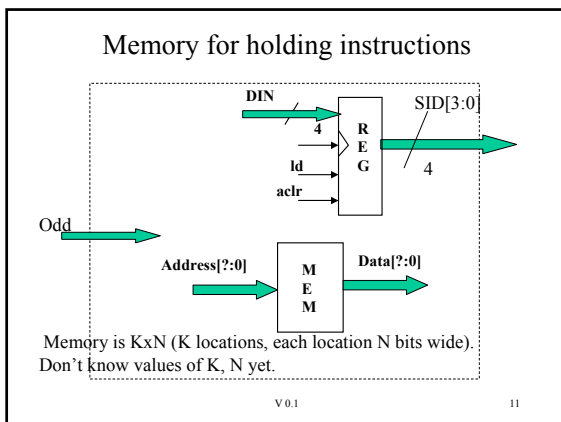 Memory for holding instructions
DIN
4
R
E
G
ld
aclr
SID[3:0]
4
Odd
Address[?:0]
M
E
M
Data[?:0]
Memory is KxN (K locations, each location N bits wide).
Don’t know values of K, N yet.
V 0.1
11